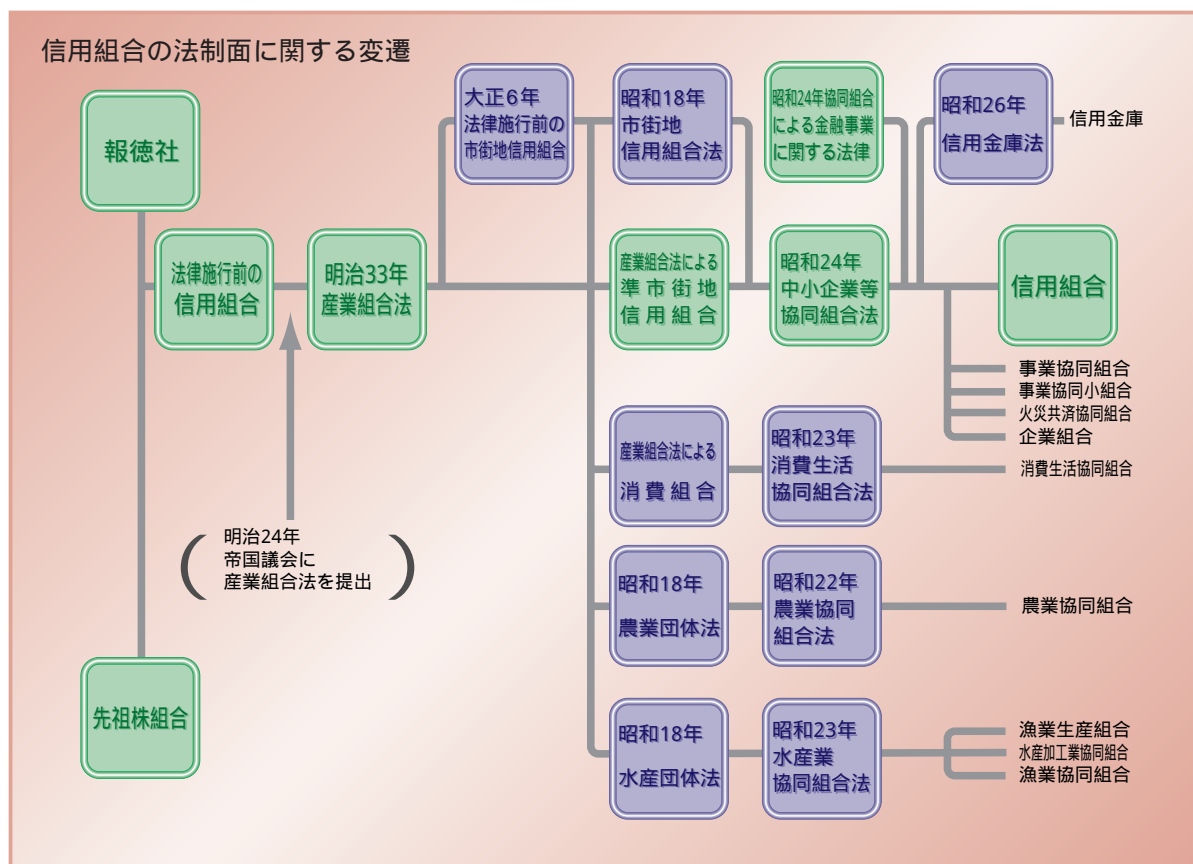 信用組合の法制面に関する変遷
報徳社
法律施行前の
信用組合
明治33年
産業組合法
明治24年
帝国議会に
産業組合法を提出
先祖株組合
大正6年
法律施行前の
市街地信用組合
昭和18年
市街地
信用組合法
昭和24年協同組合
による金融事業
に関する法律
昭和26年
信用金庫法
信用金庫
産業組合法による
準市街地
信用組合
昭和24年
中小企業等
協同組合法
信用組合
事業協同組合
事業協同小組合
火災共済協同組合
企業組合
産業組合法による
消費組合
昭和23年
消費生活
協同組合法
消費生活協同組合
昭和18年
農業団体法
昭和22年
農業協同
組合法
農業協同組合
昭和18年
水産団体法
昭和23年
水産業
協同組合法
漁業生産組合
水産加工業協同組合
漁業協同組合